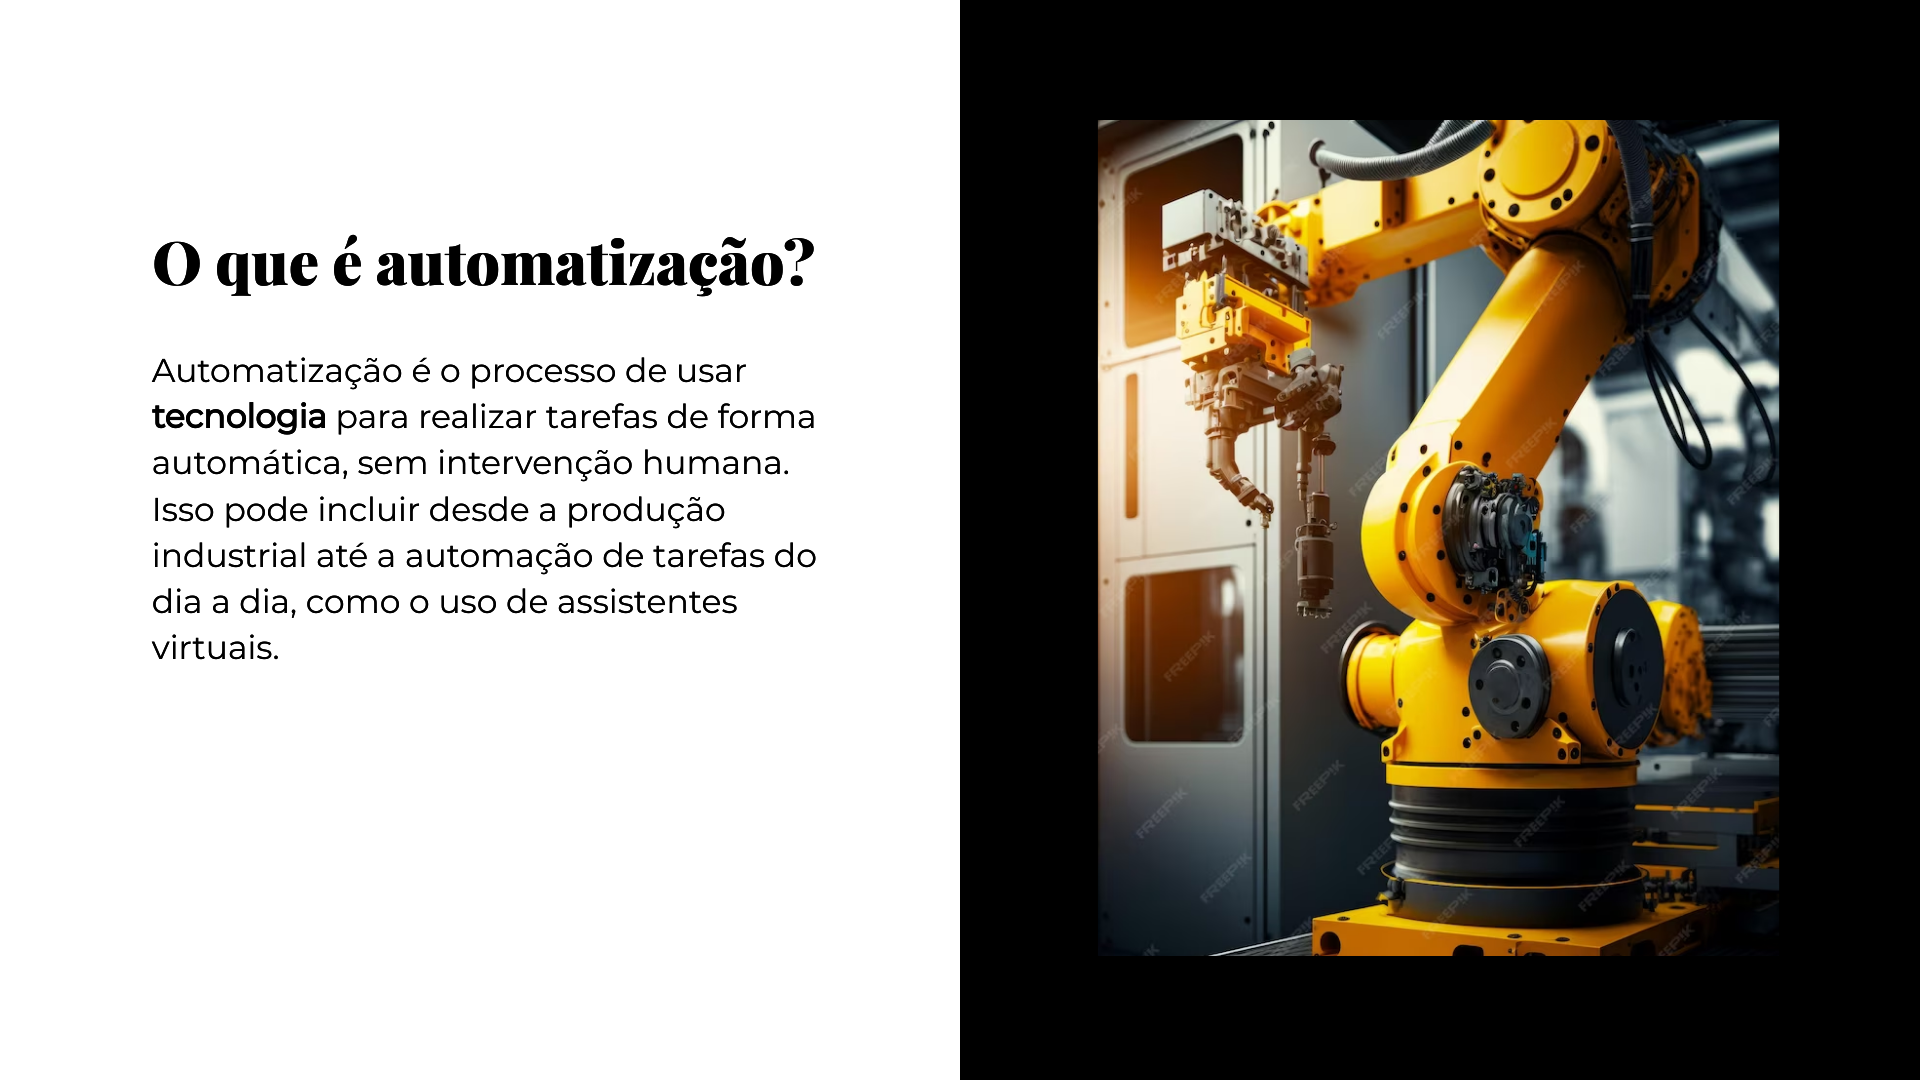 O que é automatização?
Automatização é o processo de usar
tecnologia para realizar tarefas de forma
automática, sem intervenção humana.
Isso pode incluir desde a produção
industrial até a automação de tarefas do
dia a dia, como o uso de assistentes
virtuais.
FREEPIK